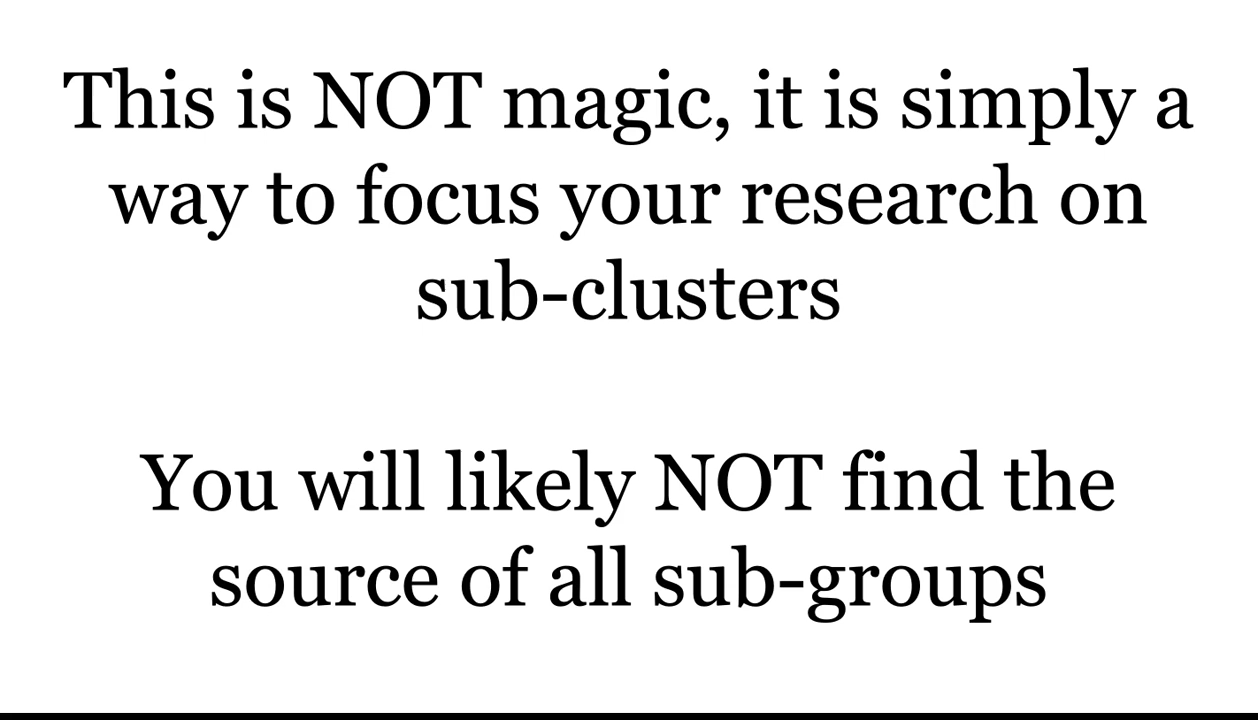 This is NOT magic, it is simply a
way to focus your research on
sub-clusters
You will likely NOT find the
source of all sub-groups